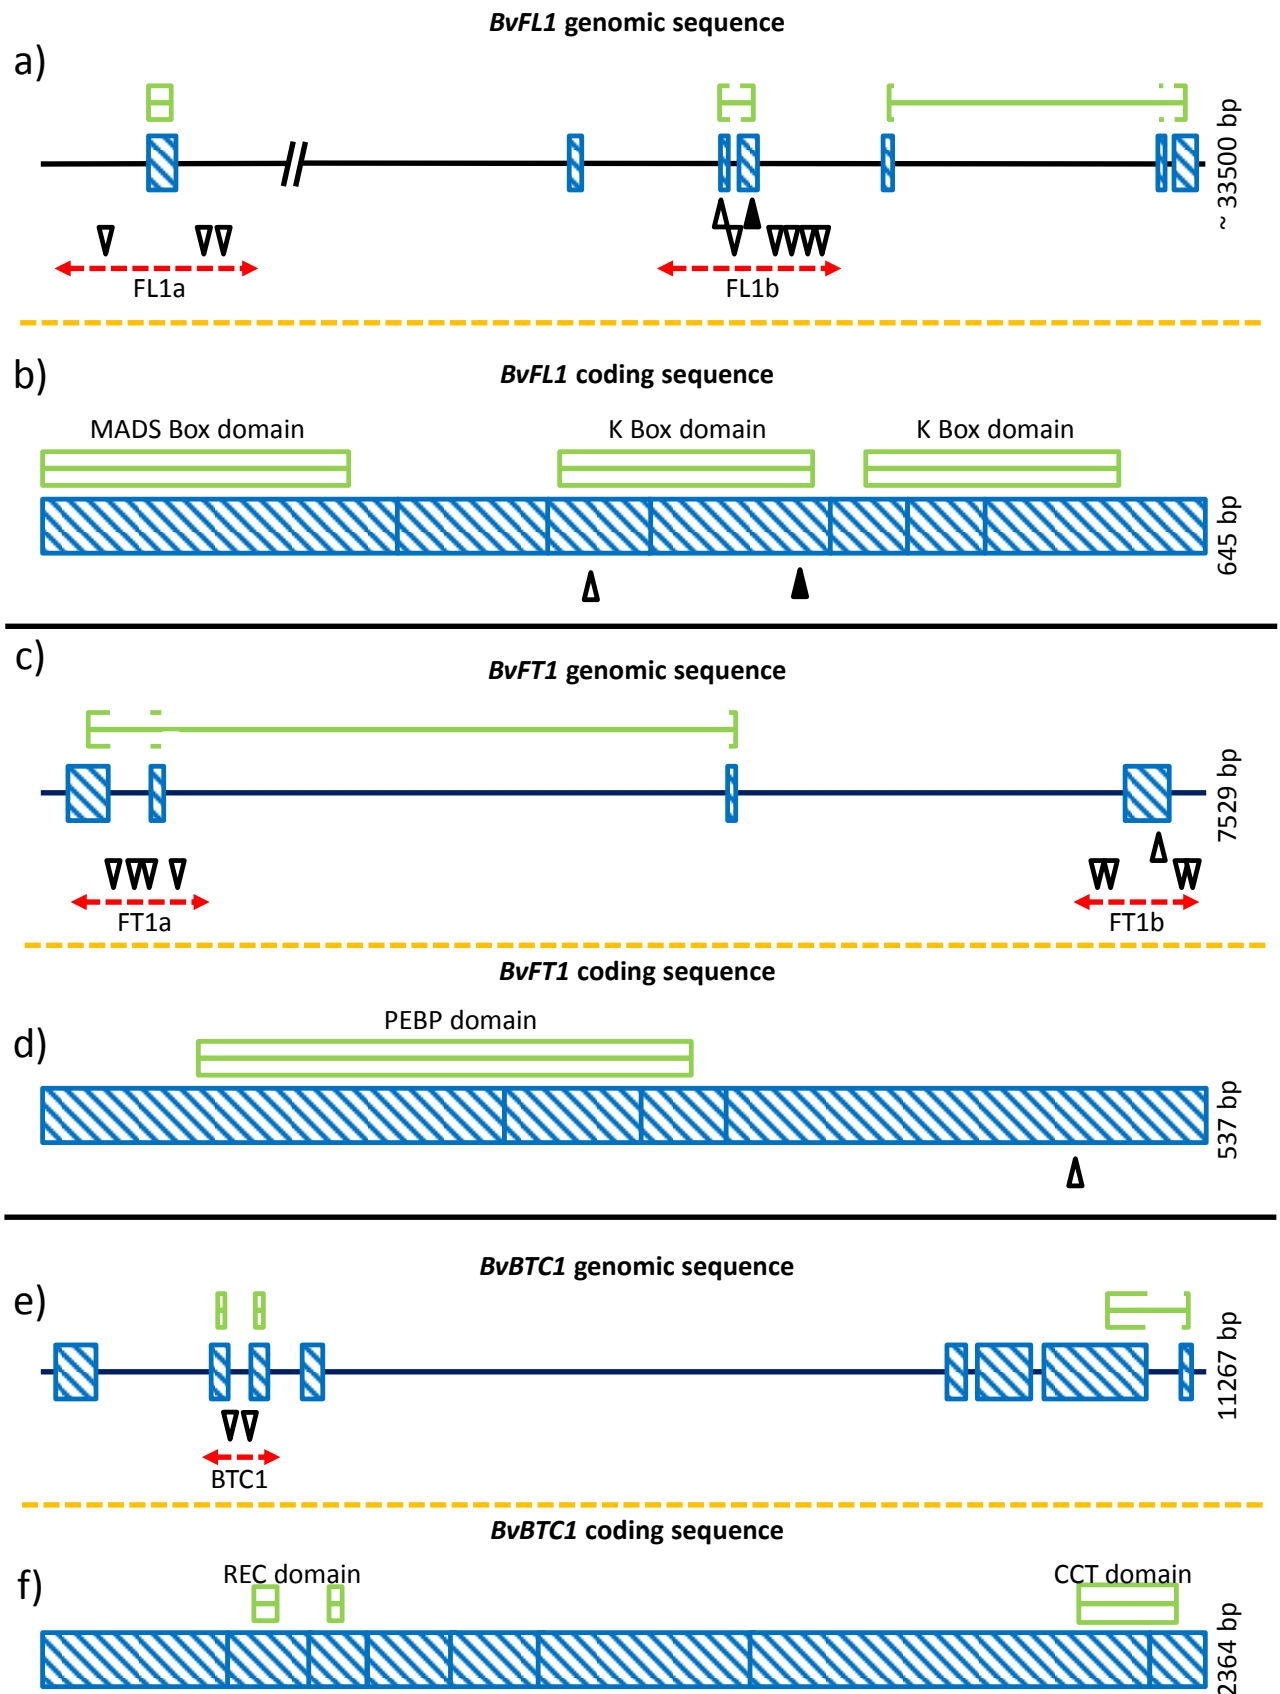 BvFL1 genomic sequence
a)
~ 33500 bp
FL1a
FL1b
BvFL1 coding sequence
b)
MADS Box domain
K Box domain
K Box domain
645 bp
c)
BvFT1 genomic sequence
7529 bp
FT1a
FT1b
BvFT1 coding sequence
PEBP domain
d)
537 bp
BvBTC1 genomic sequence
e)
11267 bp
BTC1
BvBTC1 coding sequence
f)
REC domain
CCT domain
2364 bp